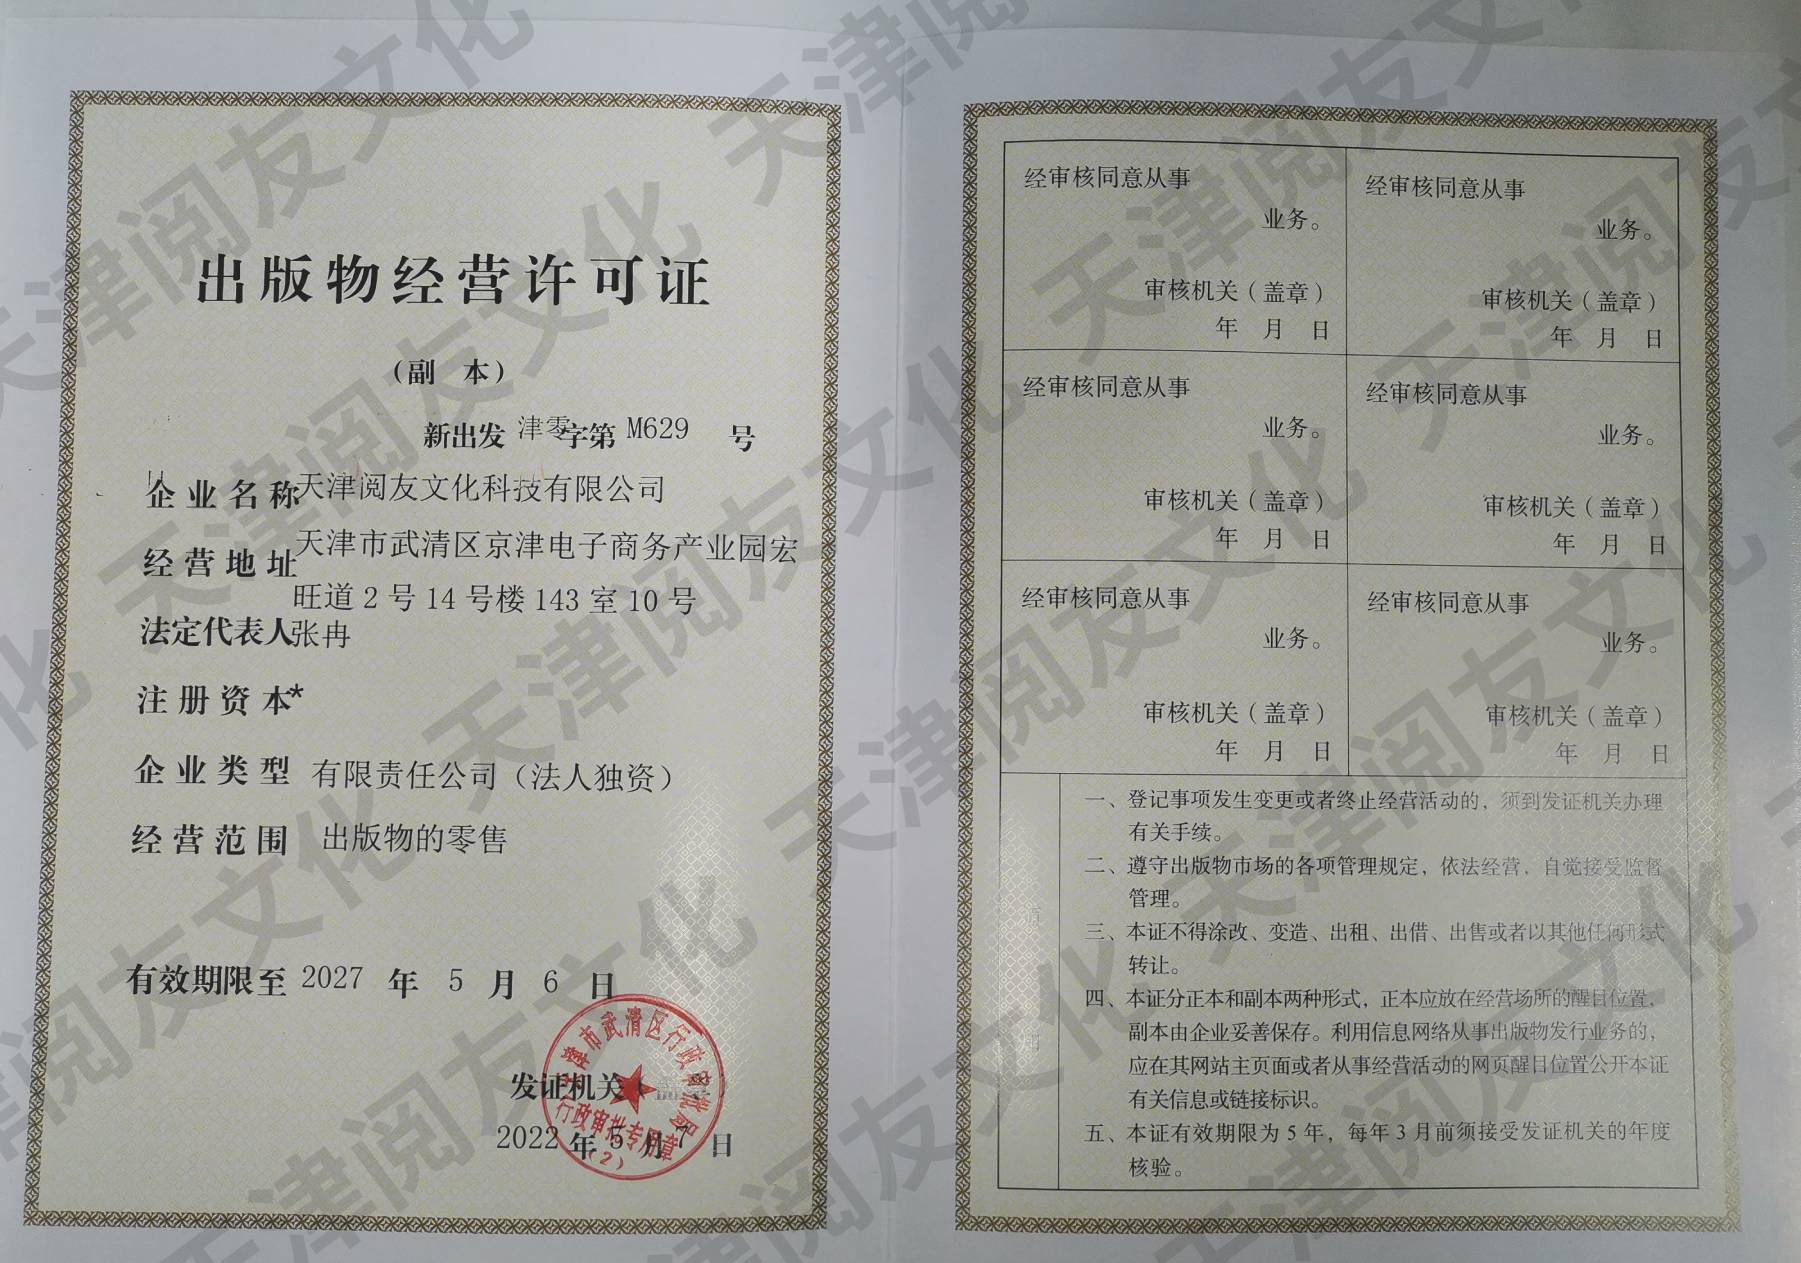 出版物经营许可证
（副 本）
新出发 津零字第 M629 号
企业名称 天津阅友文化科技有限公司
经营地址 天津市武清区京津电子商务产业园宏
旺道2号14号楼143室10号
法定代表人 张冉
注册资本 *
企业类型 有限责任公司（法人独资）
经营范围 出版物的零售
有效期限至 2027 年 5 月 6 日
天津市武清区行政审批局
发证机关（盖章）
行政审批专用章
(2)
2022 年 5 月 7 日
经审核同意从事
业务。
审核机关（盖章）
年 月 日
经审核同意从事
业务。
审核机关（盖章）
年 月 日
经审核同意从事
业务。
审核机关（盖章）
年 月 日
经审核同意从事
业务。
审核机关（盖章）
年 月 日
经审核同意从事
业务。
审核机关（盖章）
年 月 日
经审核同意从事
业务。
审核机关（盖章）
年 月 日
一、登记事项发生变更或者终止经营活动的，须到发证机关办理
有关手续。
二、遵守出版物市场的各项管理规定，依法经营，自觉接受监督
管理。
三、本证不得涂改、变造、出租、出借、出售或者以其他任何形式
转让。
四、本证分正本和副本两种形式，正本应放在经营场所的醒目位置，
副本由企业妥善保存。利用信息网络从事出版物发行业务的，
应在其网站主页面或者从事经营活动的网页醒目位置公开本证
有关信息或链接标识。
五、本证有效期限为5年，每年3月前须接受发证机关的年度
核验。
天津阅友文化